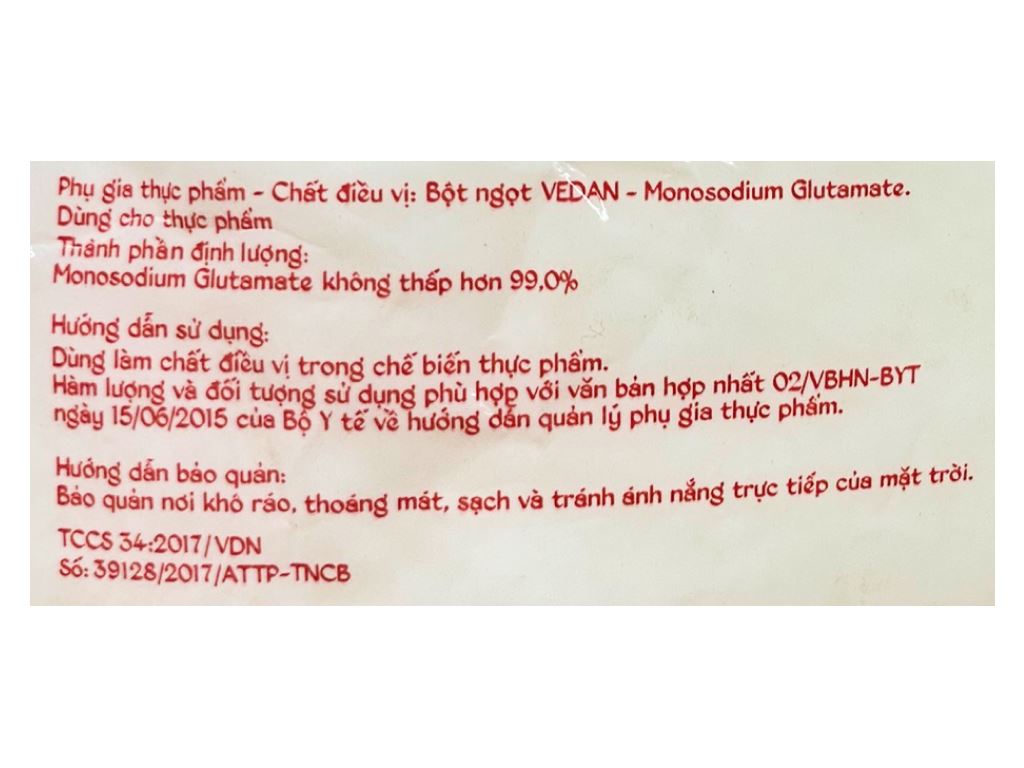 Phụ gia thực phẩm - Chất điều vị: Bột ngọt VEDAN - Monosodium Glutamate.
Dùng cho thực phẩm
Thành phần định lượng:
Monosodium Glutamate không thấp hơn 99,0%
Hướng dẫn sử dụng:
Dùng làm chất điều vị trong chế biến thực phẩm.
Hàm lượng và đối tượng sử dụng phù hợp với văn bản hợp nhất 02/VBHN-BYT
ngày 15/06/2015 của Bộ Y tế về hướng dẫn quản lý phụ gia thực phẩm.
Hướng dẫn bảo quản:
Bảo quản nơi khô ráo, thoáng mát, sạch và tránh ánh nắng trực tiếp của mặt trời.
TCCS 34:2017/VDN
Số: 39128/2017/ATTP-TNCB